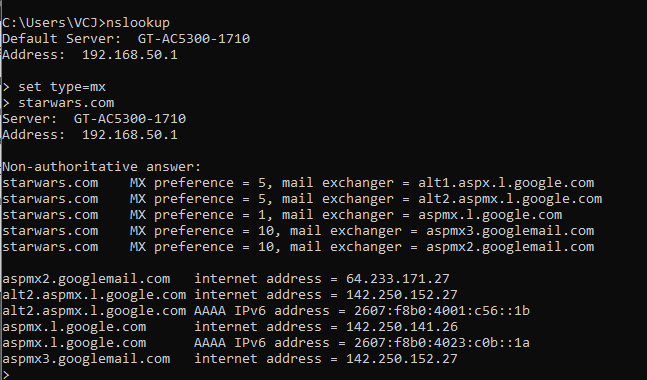 C:\Users\VCJ>nslookup
Default Server:  GT-AC5300-1710
Address:  192.168.50.1
> set type=mx
> starwars.com
Server:  GT-AC5300-1710
Address:  192.168.50.1
Non-authoritative answer:
starwars.com    MX preference = 5, mail exchanger = alt1.aspx.l.google.com
starwars.com    MX preference = 5, mail exchanger = alt2.aspmx.l.google.com
starwars.com    MX preference = 1, mail exchanger = aspmx.l.google.com
starwars.com    MX preference = 10, mail exchanger = aspmx3.googlemail.com
starwars.com    MX preference = 10, mail exchanger = aspmx2.googlemail.com
aspmx2.googlemail.com   internet address = 64.233.171.27
alt2.aspmx.l.google.com internet address = 142.250.152.27
alt2.aspmx.l.google.com AAAA IPv6 address = 2607:f8b0:4001:c56::1b
aspmx.l.google.com      internet address = 142.250.141.26
aspmx.l.google.com      AAAA IPv6 address = 2607:f8b0:4023:c0b::1a
aspmx3.googlemail.com   internet address = 142.250.152.27
>